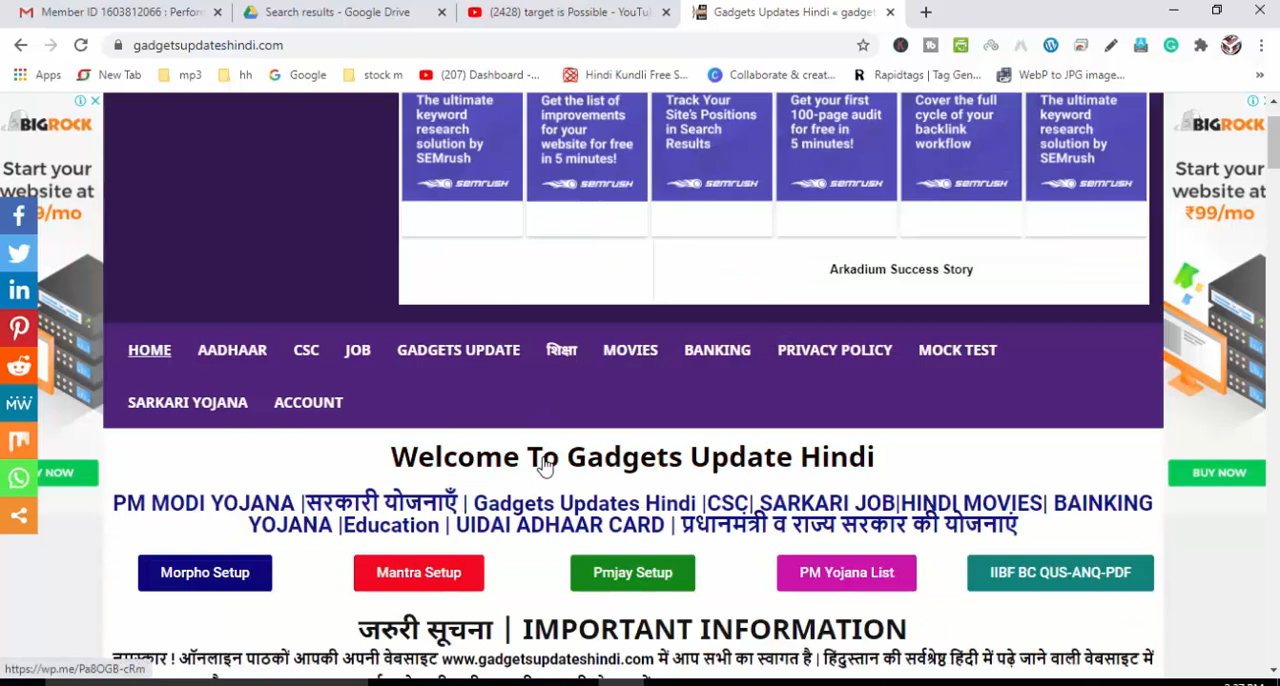 Member ID 1603812066 : Perfor
Search results - Google Drive
(2428) target is Possible - YouTu
Gadgets Updates Hindi « gadget
gadgetsupdateshindi.com
Apps
New Tab
mp3
hh
Google
stock m
(207) Dashboard -...
Hindi Kundli Free S...
Collaborate & creat...
Rapidtags | Tag Gen...
WebP to JPG image...
BIGROCK
Start your
website at
9/mo
NOW
The ultimate
keyword
research
solution by
SEMrush
SEMRUSH
Get the list of
improvements
for your
website for free
in 5 minutes!
SEMRUSH
Track Your
Site's Positions
in Search
Results
SEMRUSH
Get your first
100-page audit
for free in
5 minutes!
SEMRUSH
Cover the full
cycle of your
backlink
workflow
SEMRUSH
The ultimate
keyword
research
solution by
SEMrush
SEMRUSH
Arkadium Success Story
BIGROCK
Start your
website at
₹99/mo
BUY NOW
HOME AADHAAR CSC JOB GADGETS UPDATE शिक्षा MOVIES BANKING PRIVACY POLICY MOCK TEST
SARKARI YOJANA ACCOUNT
Welcome To Gadgets Update Hindi
PM MODI YOJANA |सरकारी योजनाएँ | Gadgets Updates Hindi |CSC| SARKARI JOB|HINDI MOVIES| BAINKING
YOJANA |Education | UIDAI ADHAAR CARD | प्रधानमंत्री व राज्य सरकार की योजनाएं
Morpho Setup
Mantra Setup
Pmjay Setup
PM Yojana List
IIBF BC QUS-ANQ-PDF
जरुरी सूचना | IMPORTANT INFORMATION
! ऑनलाइन पाठकों आपकी अपनी वेबसाइट www.gadgetsupdateshindi.com में आप सभी का स्वागत है | हिंदुस्तान की सर्वश्रेष्ठ हिंदी में पढ़े जाने वाली वेबसाइट में
https://wp.me/Pa8OGB-cRm